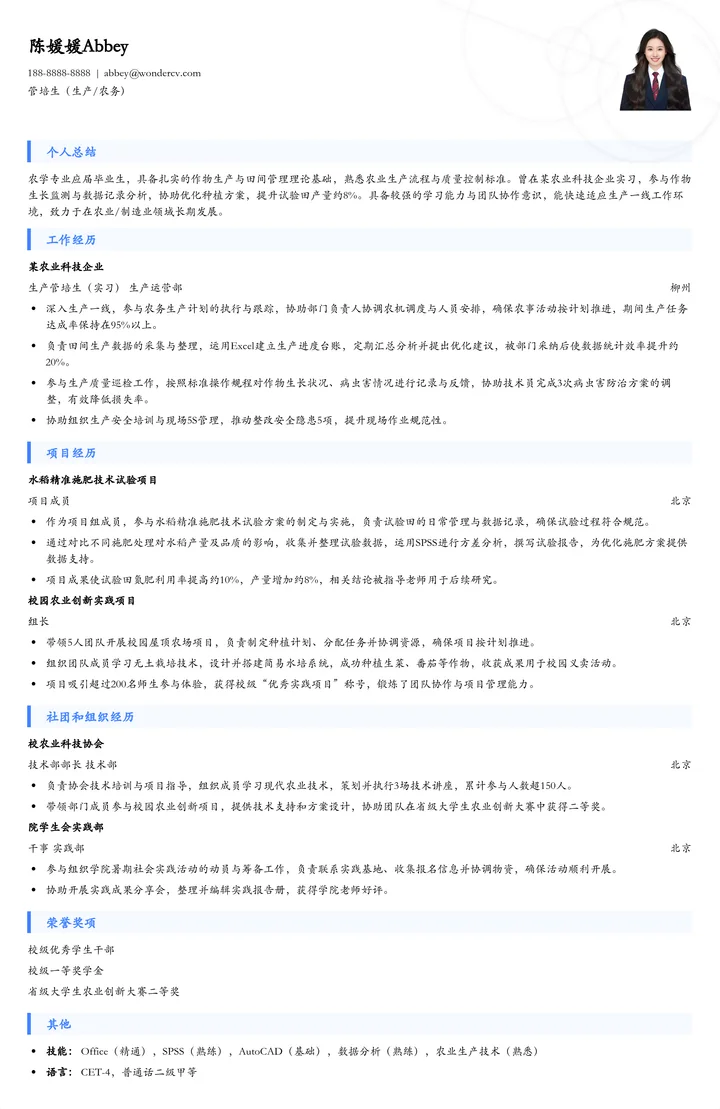 陈媛媛Abbey
188-8888-8888 | abbey@wondercv.com
管培生（生产/农务）
个人总结
农学专业应届毕业生，具备扎实的作物生产与田间管理理论基础，熟悉农业生产流程与质量控制标准。曾在某农业科技企业实习，参与作物
生长监测与数据记录分析，协助优化种植方案，提升试验田产量约8%。具备较强的学习能力与团队协作意识，能快速适应生产一线工作环
境，致力于在农业/制造业领域长期发展。
工作经历
某农业科技企业
生产管培生（实习） 生产运营部 柳州
• 深入生产一线，参与农务生产计划的执行与跟踪，协助部门负责人协调农机调度与人员安排，确保农事活动按计划推进，期间生产任务
达成率保持在95%以上。
• 负责田间生产数据的采集与整理，运用Excel建立生产进度台账，定期汇总分析并提出优化建议，被部门采纳后使数据统计效率提升约
20%。
• 参与生产质量巡检工作，按照标准操作规程对作物生长状况、病虫害情况进行记录与反馈，协助技术员完成3次病虫害防治方案的调
整，有效降低损失率。
• 协助组织生产安全培训与现场5S管理，推动整改安全隐患5项，提升现场作业规范性。
项目经历
水稻精准施肥技术试验项目
项目成员 北京
• 作为项目组成员，参与水稻精准施肥技术试验方案的制定与实施，负责试验田的日常管理与数据记录，确保试验过程符合规范。
• 通过对比不同施肥处理对水稻产量及品质的影响，收集并整理试验数据，运用SPSS进行方差分析，撰写试验报告，为优化施肥方案提供
数据支持。
• 项目成果使试验田氮肥利用率提高约10%，产量增加约8%，相关结论被指导老师用于后续研究。
校园农业创新实践项目
组长 北京
• 带领5人团队开展校园屋顶农场项目，负责制定种植计划、分配任务并协调资源，确保项目按计划推进。
• 组织团队成员学习无土栽培技术，设计并搭建简易水培系统，成功种植生菜、番茄等作物，收获成果用于校园义卖活动。
• 项目吸引超过200名师生参与体验，获得校级“优秀实践项目”称号，锻炼了团队协作与项目管理能力。
社团和组织经历
校农业科技协会
技术部部长 技术部 北京
• 负责协会技术培训与项目指导，组织成员学习现代农业技术，策划并执行3场技术讲座，累计参与人数超150人。
• 带领部门成员参与校园农业创新项目，提供技术支持和方案设计，协助团队在省级大学生农业创新大赛中获得二等奖。
院学生会实践部
干事 实践部 北京
• 参与组织学院暑期社会实践活动的动员与筹备工作，负责联系实践基地、收集报名信息并协调物资，确保活动顺利开展。
• 协助开展实践成果分享会，整理并编辑实践报告册，获得学院老师好评。
荣誉奖项
校级优秀学生干部
校级一等奖学金
省级大学生农业创新大赛二等奖
其他
• 技能： Office（精通），SPSS（熟练），AutoCAD（基础），数据分析（熟练），农业生产技术（熟悉）
• 语言： CET-4，普通话二级甲等